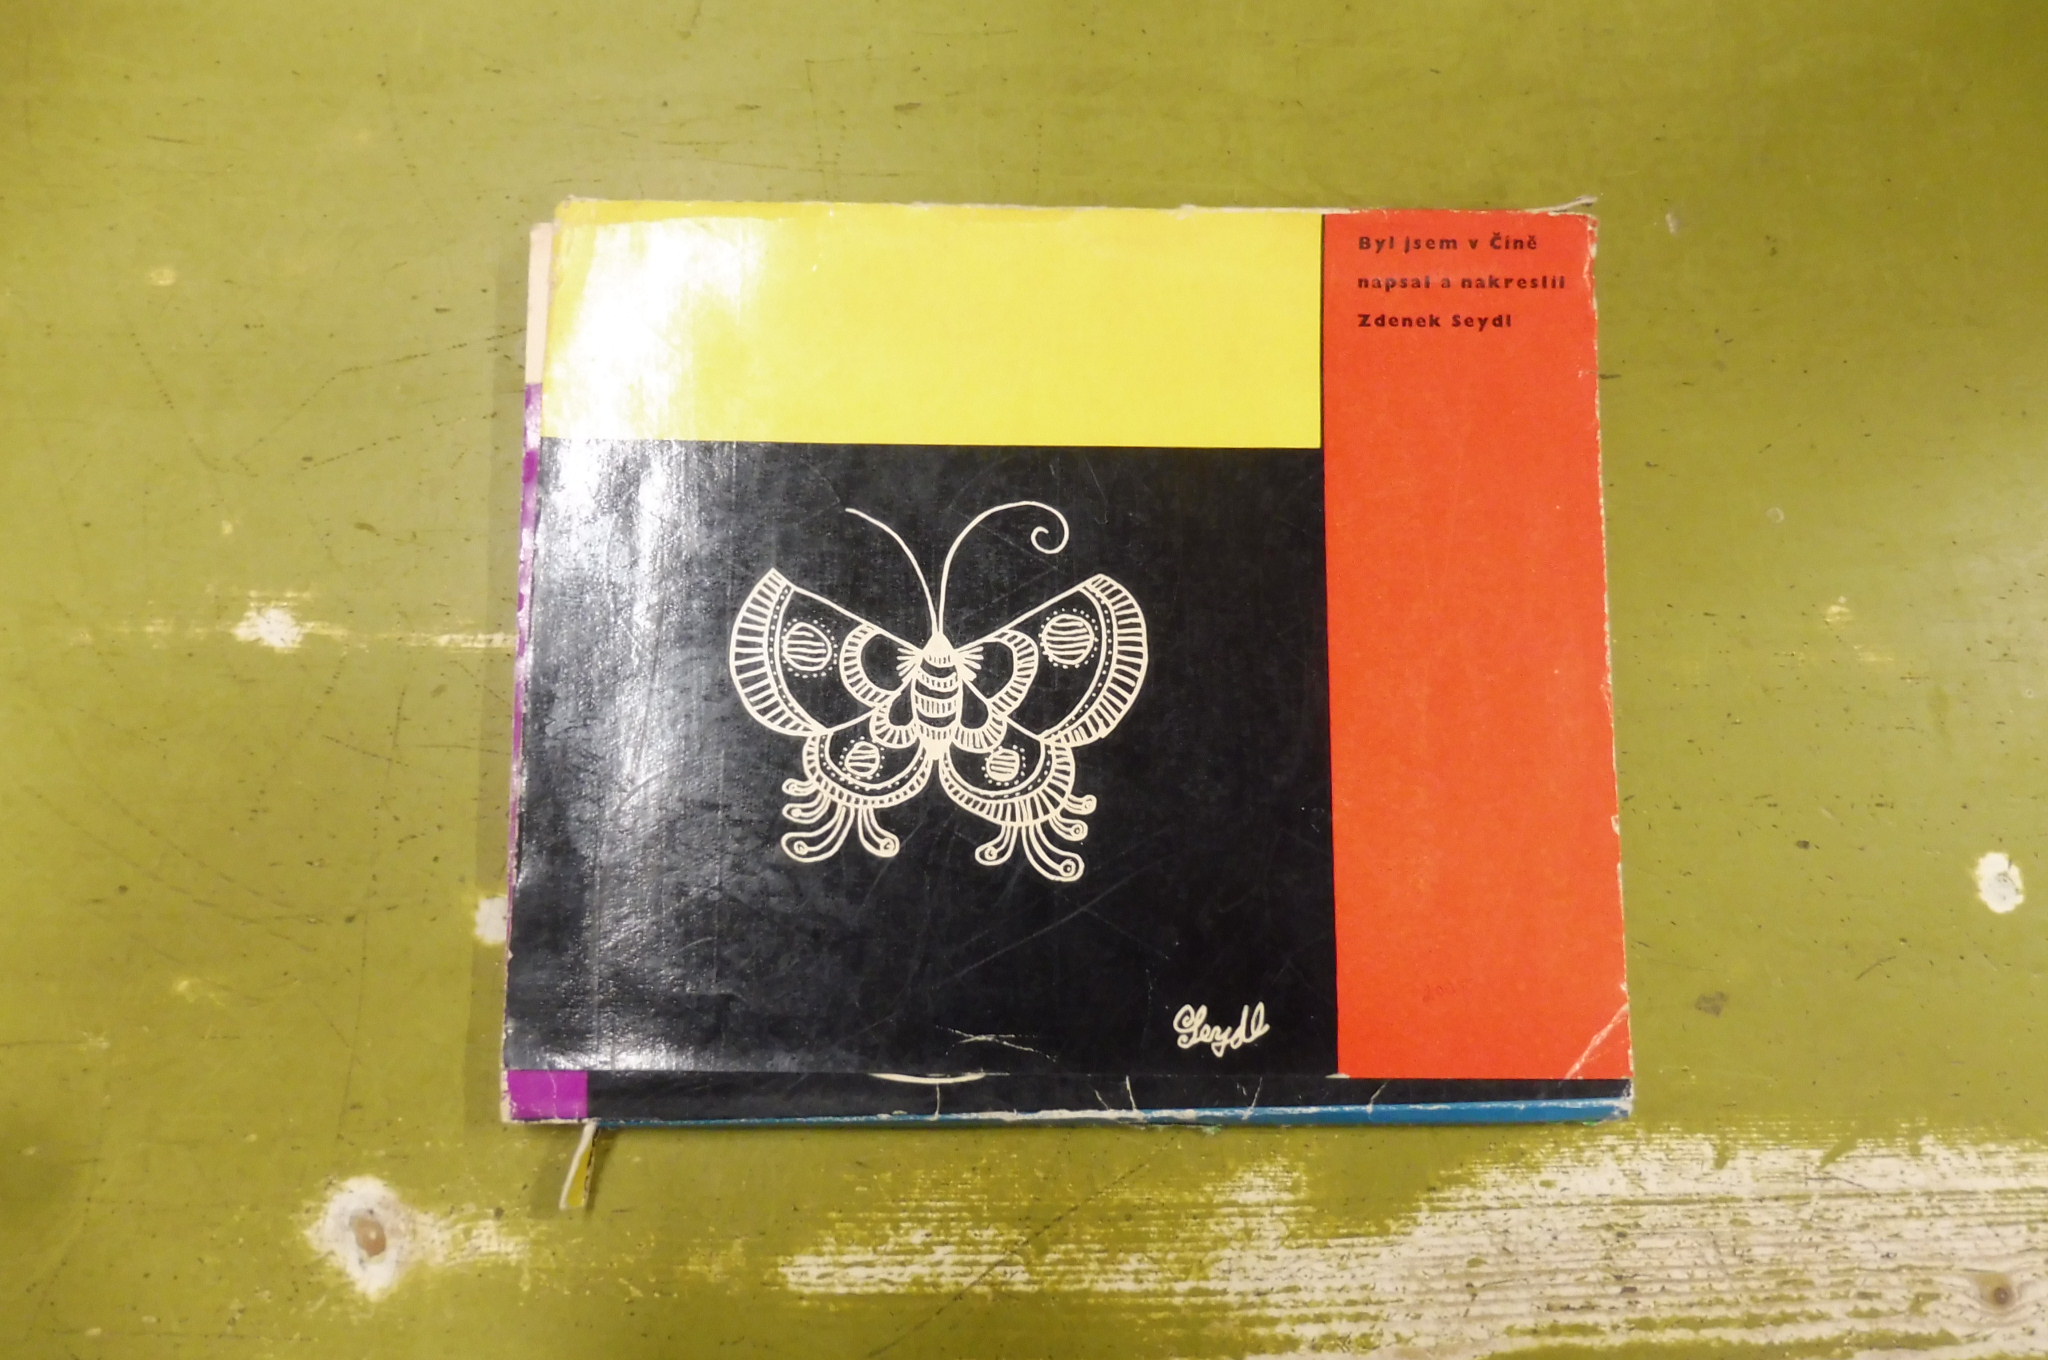 Byl jsem v Číně
napsal a nakreslil
Zdenek Seydl
Seydl